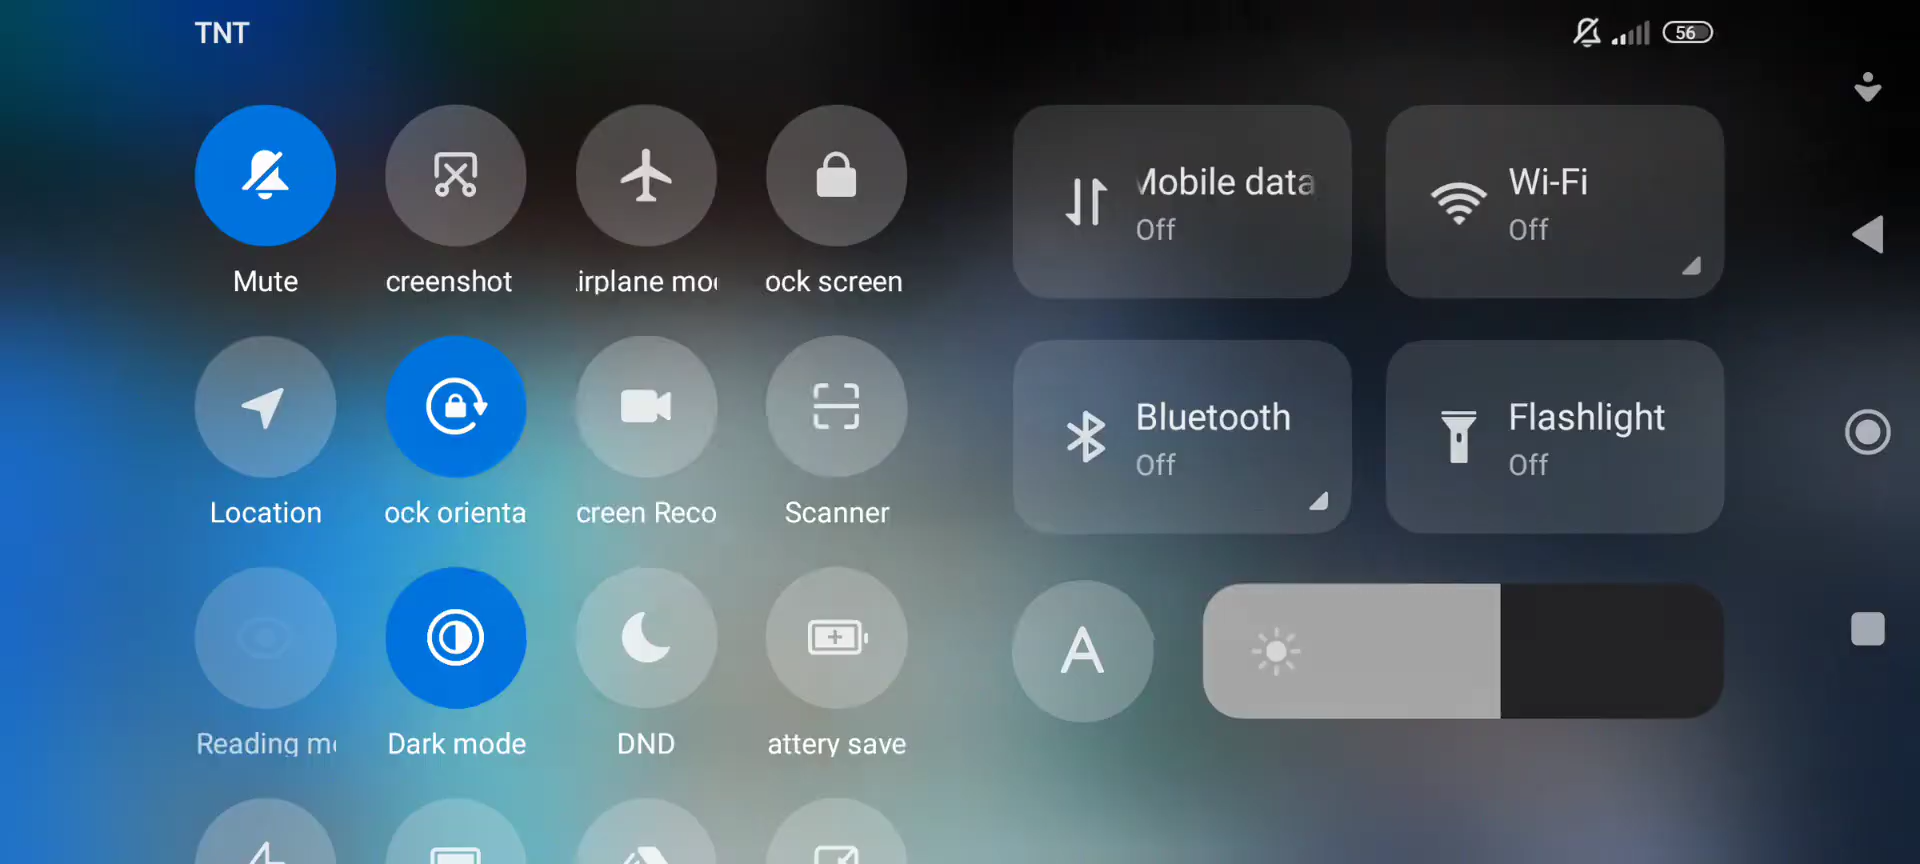 TNT
56
Mute
creenshot
irplane mo
ock screen
Mobile data
Off
Wi-Fi
Off
Location
ock orienta
creen Reco
Scanner
Bluetooth
Off
Flashlight
Off
Reading m
Dark mode
DND
attery save
A